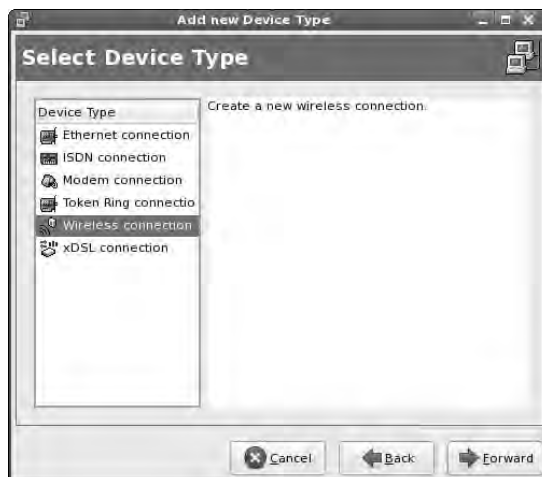 Add new Device Type
Select Device Type
Device Type
Ethernet connection
ISDN connection
Modem connection
Token Ring connectio
Wireless connection
xDSL connection
Create a new wireless connection.
Cancel
Back
Forward